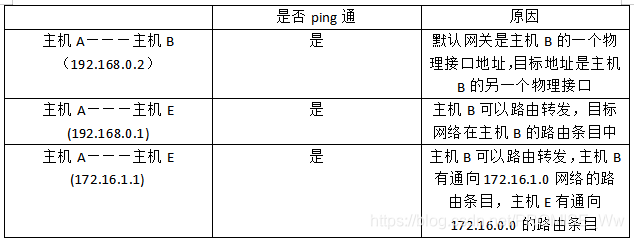 是否 ping 通
原因
主机 A－－－主机 B
（192.168.0.2）
是
默认网关是主机 B 的一个物
理接口地址,目标地址是主机
B 的另一个物理接口
主机 A－－－主机 E
(192.168.0.1)
是
主机 B 可以路由转发，目标
网络在主机 B 的路由条目中
主机 A－－－主机 E
(172.16.1.1)
是
主机 B 可以路由转发,主机 B
有通向 172.16.1.0 网络的路
由条目，主机 E 有通向
172.16.0.0 的路由条目